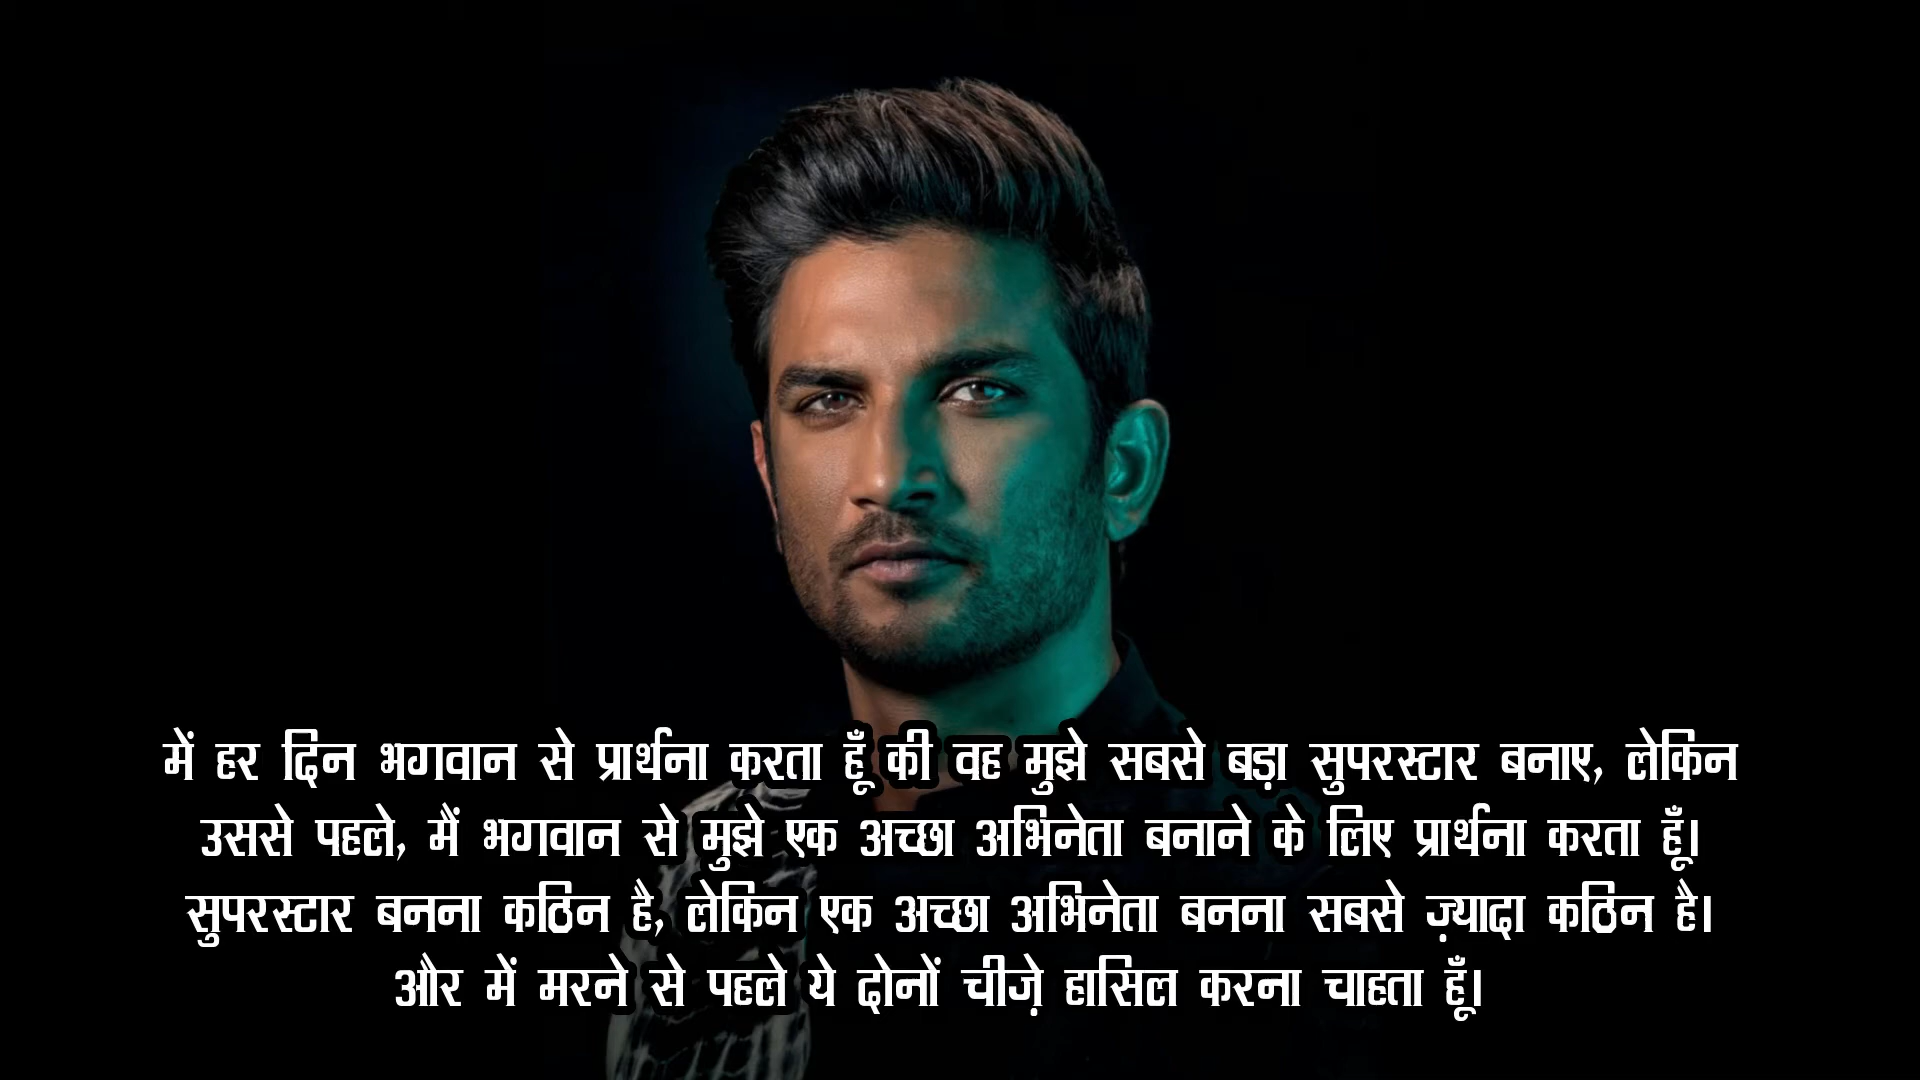 में हर दिन भगवान से प्रार्थना करता हूँ की वह मुझे सबसे बड़ा सुपरस्टार बनाए, लेकिन
उससे पहले, मैं भगवान से मुझे एक अच्छा अभिनेता बनाने के लिए प्रार्थना करता हूँ।
सुपरस्टार बनना कठिन है, लेकिन एक अच्छा अभिनेता बनना सबसे ज़्यादा कठिन है।
और में मरने से पहले ये दोनों चीज़े हासिल करना चाहता हूँ।